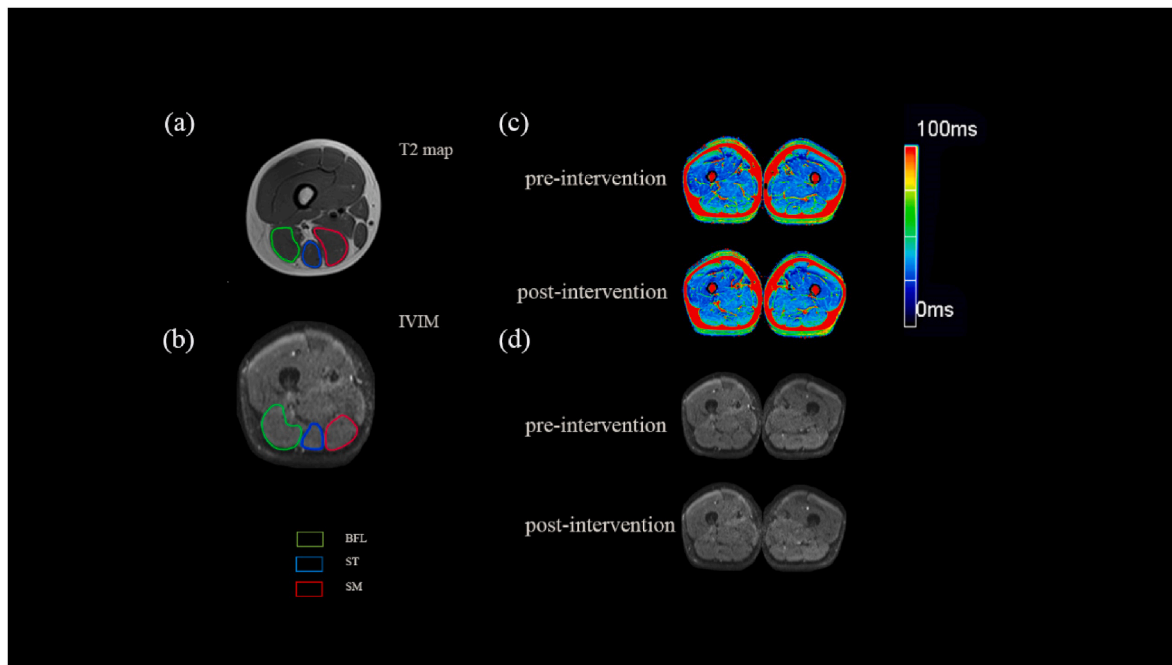 (a)
T2 map
(b)
IVIM
BFL
ST
SM
(c)
pre-intervention
post-intervention
100ms
0ms
(d)
pre-intervention
post-intervention